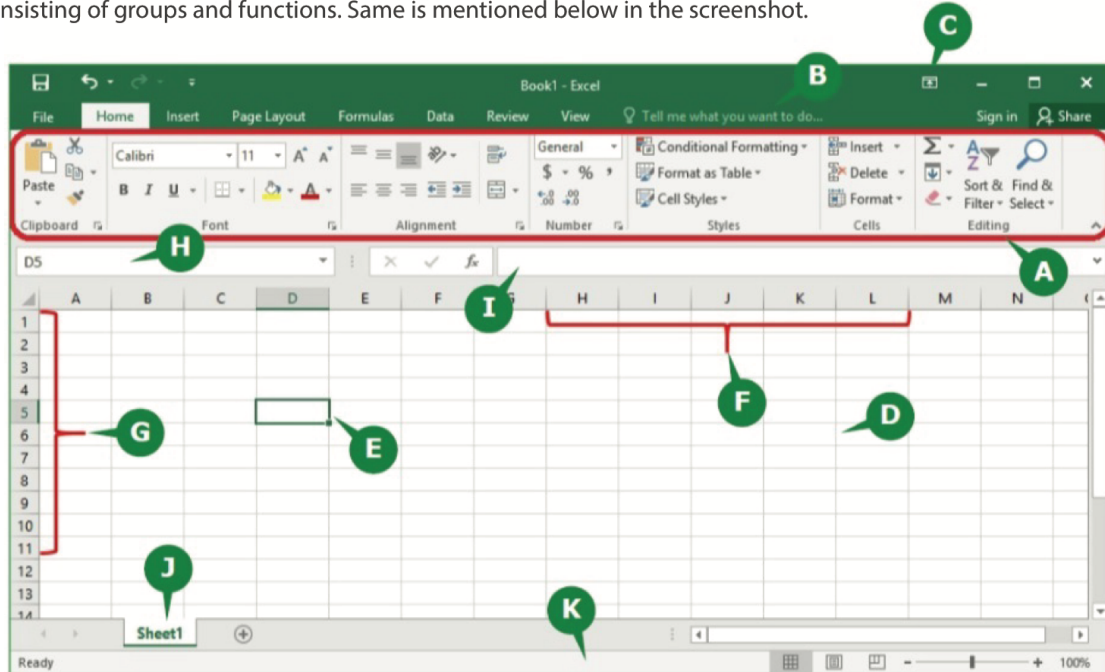 nsisting of groups and functions. Same is mentioned below in the screenshot.
C
B
Book1 - Excel
File Home Insert Page Layout Formulas Data Review View Tell me what you want to do... Sign in Share
Calibri 11 General Conditional Formatting Insert
Paste B I U A $ % , Format as Table Delete Sort & Find &
Cell Styles Format Filter Select
Clipboard Font Alignment Number Styles Cells Editing
H
A
D5 fx
I
A B C D E F G H I J K L M N
1
2
3
4
5
6
7
8
9
10
11
12
13
14
F
D
G
E
J
K
Sheet1
Ready 100%